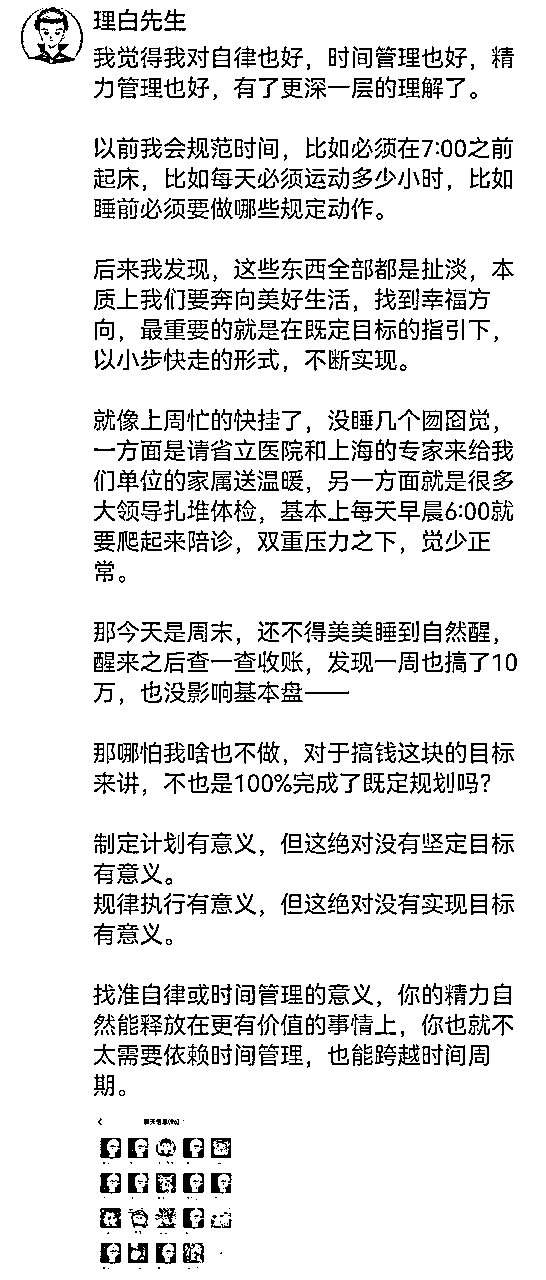 理白先生
我觉得我对自律也好，时间管理也好，精
力管理也好，有了更深一层的理解了。
以前我会规范时间，比如必须在7:00之前
起床，比如每天必须运动多少小时，比如
睡前必须要做哪些规定动作。
后来我发现，这些东西全部都是扯淡，本
质上我们要奔向美好生活，找到幸福方
向，最重要的就是在既定目标的指引下，
以小步快走的形式，不断实现。
就像上周忙的快挂了，没睡几个囫囵觉，
一方面是请省立医院和上海的专家来给我
们单位的家属送温暖，另一方面就是很多
大领导扎堆体检，基本上每天早晨6:00就
要爬起来陪诊，双重压力之下，觉少正
常。
那今天是周末，还不得美美睡到自然醒，
醒来之后查一查收账，发现一周也搞了10
万，也没影响基本盘——
那哪怕我啥也不做，对于搞钱这块的目标
来讲，不也是100%完成了既定规划吗？
制定计划有意义，但这绝对没有坚定目标
有意义。
规律执行有意义，但这绝对没有实现目标
有意义。
找准自律或时间管理的意义，你的精力自
然能释放在更有价值的事情上，你也就不
太需要依赖时间管理，也能跨越时间周
期。